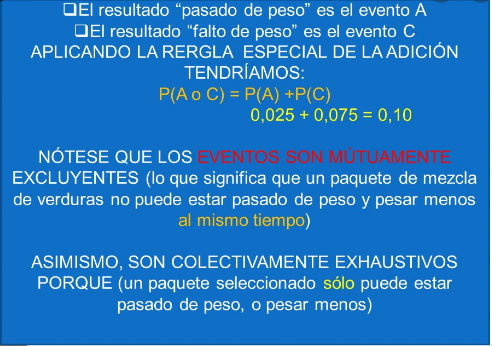 ❑El resultado “pasado de peso” es el evento A
❑El resultado “falto de peso” es el evento C
APLICANDO LA RERGLA ESPECIAL DE LA ADICIÓN
TENDRÍAMOS:
P(A o C) = P(A) +P(C)
0,025 + 0,075 = 0,10
NÓTESE QUE LOS EVENTOS SON MÚTUAMENTE
EXCLUYENTES (lo que significa que un paquete de mezcla
de verduras no puede estar pasado de peso y pesar menos
al mismo tiempo)
ASIMISMO, SON COLECTIVAMENTE EXHAUSTIVOS
PORQUE (un paquete seleccionado sólo puede estar
pasado de peso, o pesar menos)